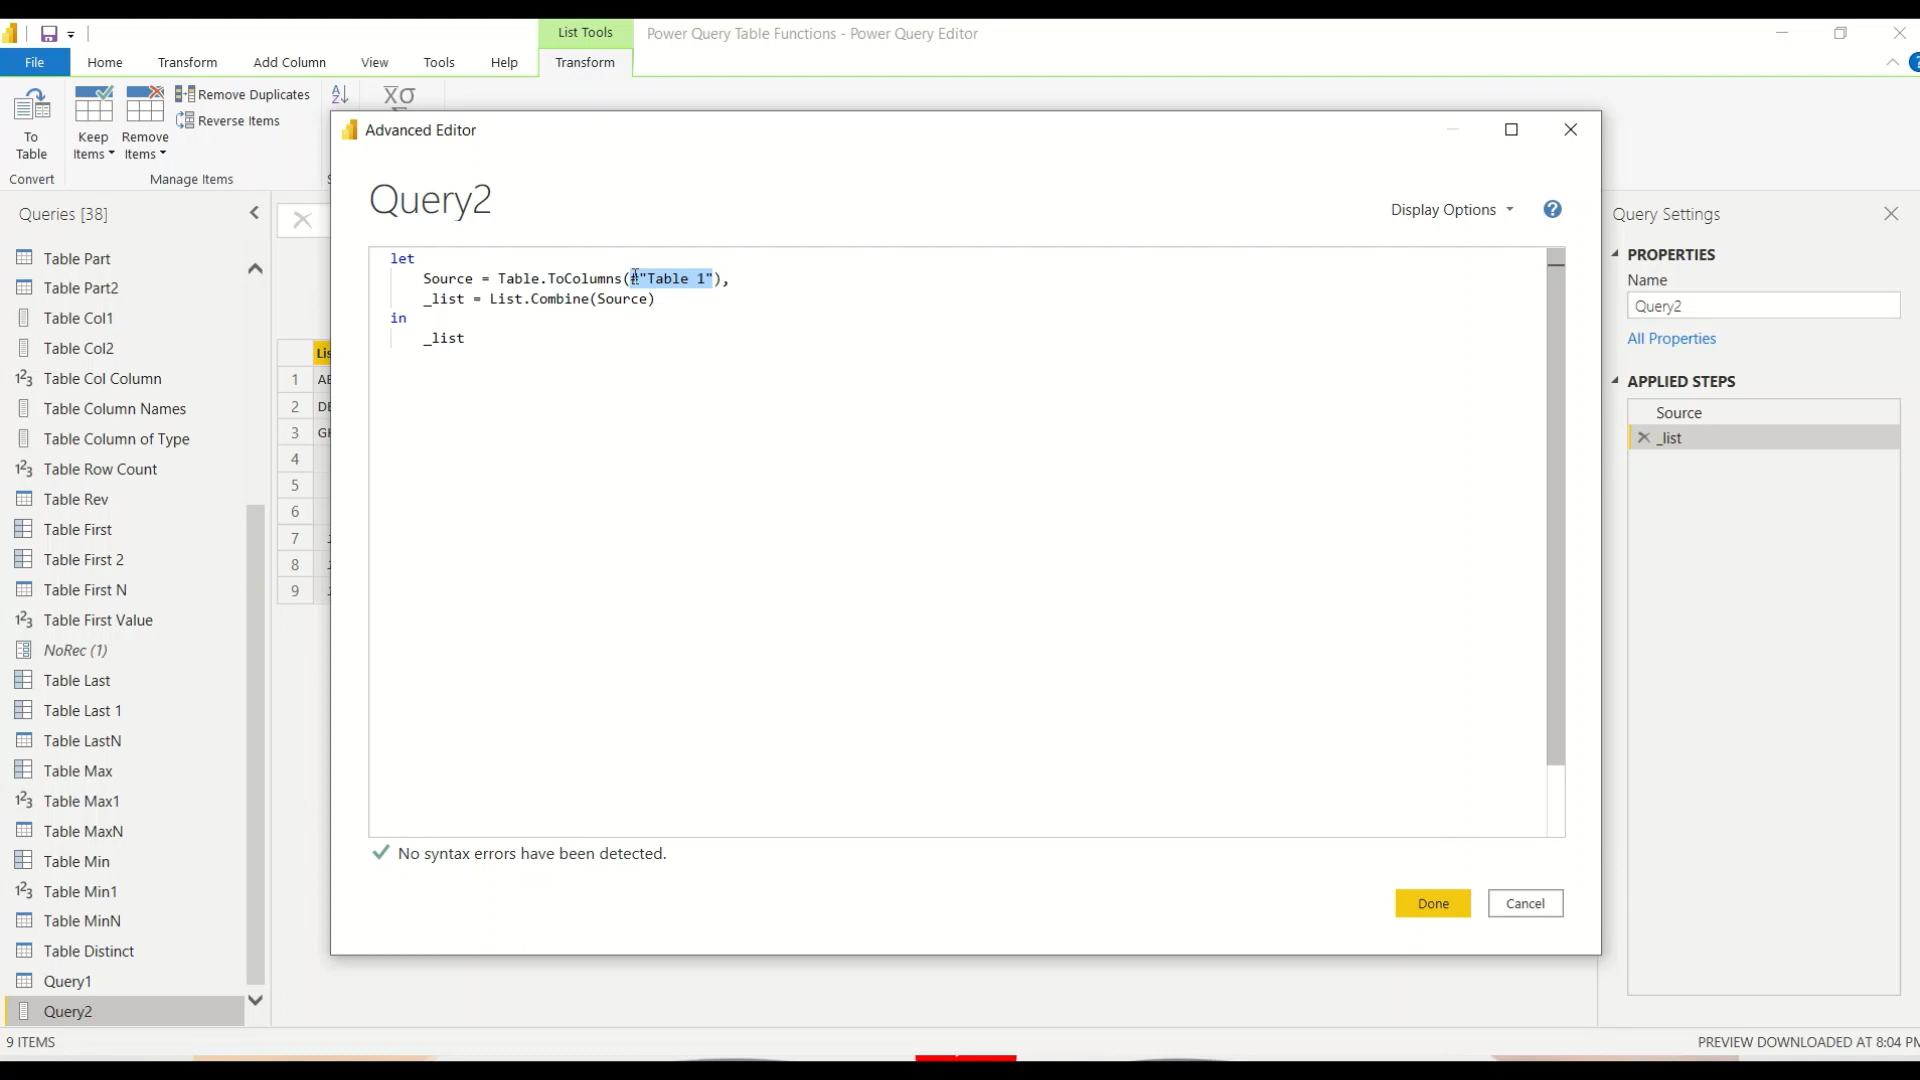 List Tools
Power Query Table Functions - Power Query Editor
File
Home
Transform
Add Column
View
Tools
Help
Transform
To
Table
Keep
Items
Remove
Items
Remove Duplicates
Reverse Items
Convert
Manage Items
Queries [38]
Table Part
Table Part2
Table Col1
Table Col2
Table Col Column
Table Column Names
Table Column of Type
Table Row Count
Table Rev
Table First
Table First 2
Table First N
Table First Value
NoRec (1)
Table Last
Table Last 1
Table LastN
Table Max
Table Max1
Table MaxN
Table Min
Table Min1
Table MinN
Table Distinct
Query1
Query2
1
2
3
4
5
6
7
8
9
Advanced Editor
Query2
Display Options
let
Source = Table.ToColumns(#"Table 1"),
_list = List.Combine(Source)
in
_list
No syntax errors have been detected.
Done
Cancel
Query Settings
PROPERTIES
Name
Query2
All Properties
APPLIED STEPS
Source
_list
9 ITEMS
PREVIEW DOWNLOADED AT 8:04 PM